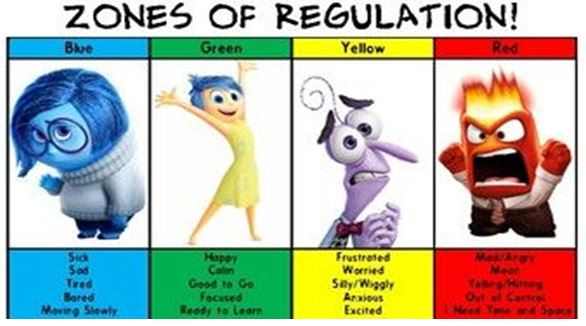 ZONES OF REGULATION!
Blue
Green
Yellow
Red
Sick
Sad
Tired
Bored
Moving Slowly
Happy
Calm
Good to Go
Focused
Ready to Learn
Frustrated
Worried
Silly/Wiggly
Anxious
Excited
Mad/Angry
Mean
Yelling/Hitting
Out of Control
I Need Time and Space